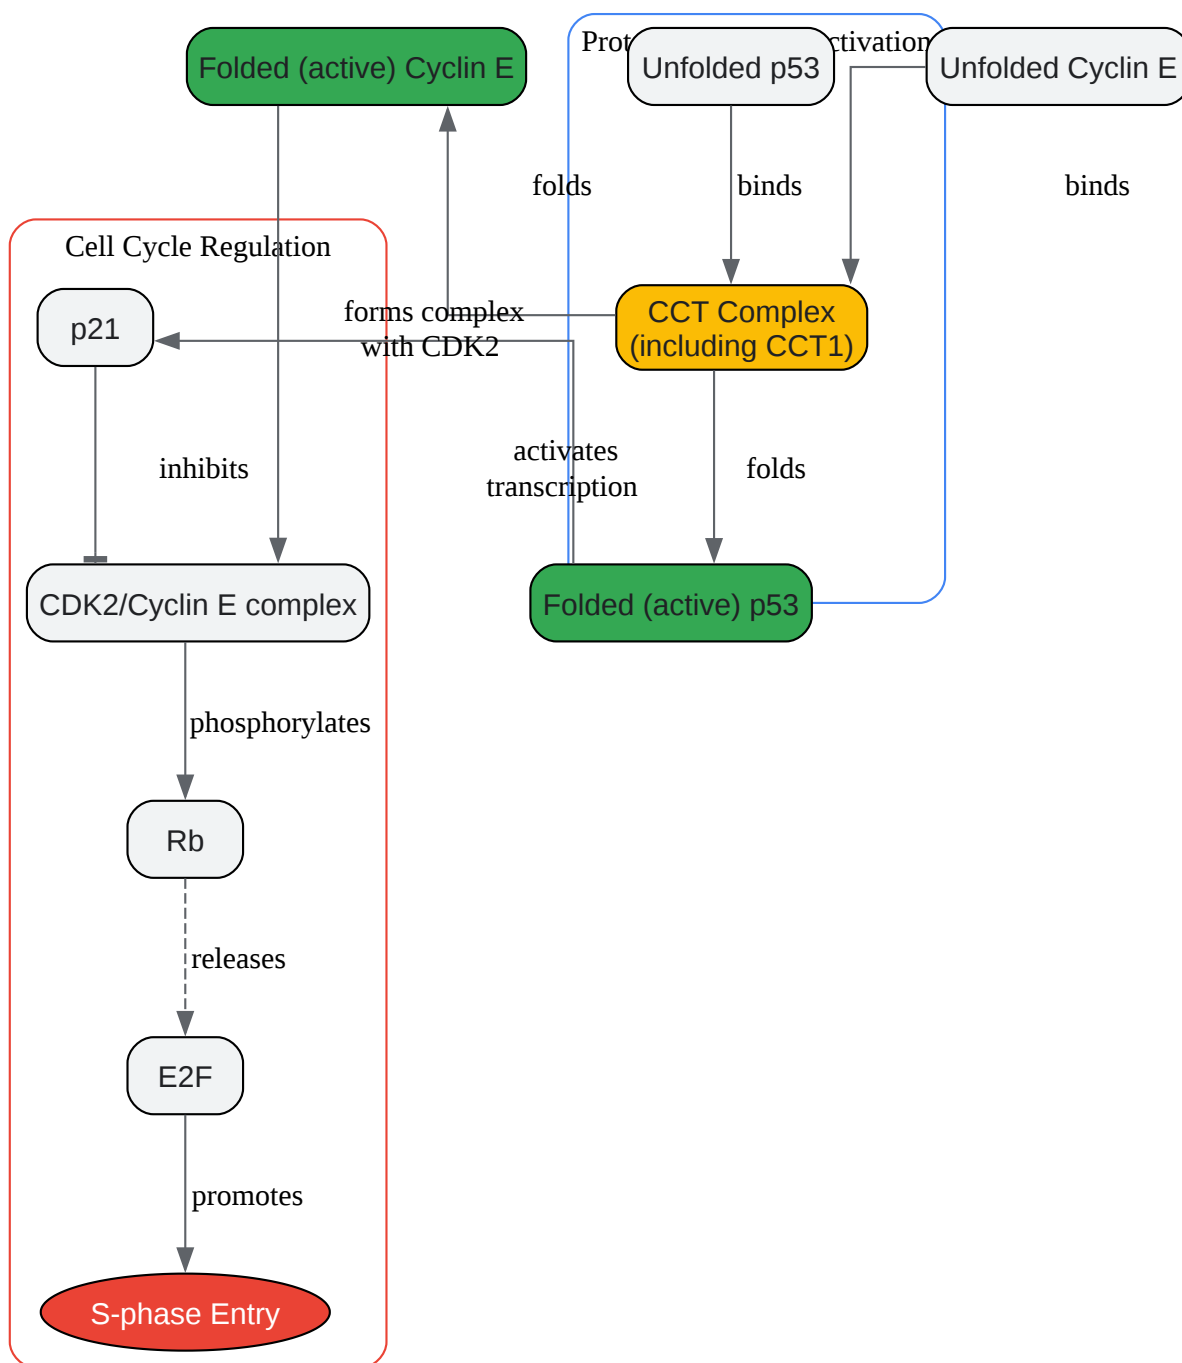 Folded (active) Cyclin E
Unfolded p53
Unfolded Cyclin E
folds
binds
binds
Cell Cycle Regulation
p21
forms complex
with CDK2
CCT Complex
(including CCT1)
inhibits
activates
transcription
folds
CDK2/Cyclin E complex
Folded (active) p53
phosphorylates
Rb
releases
E2F
promotes
S-phase Entry